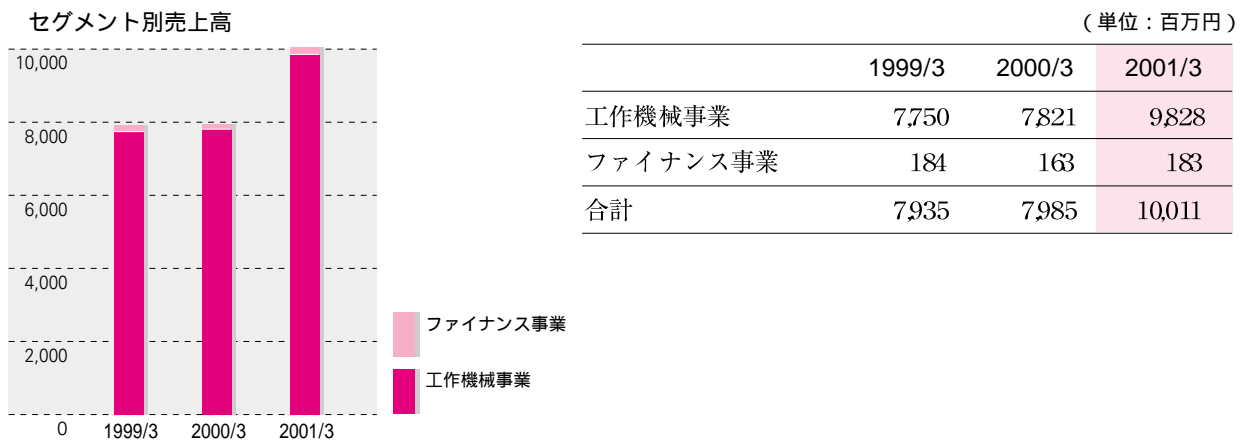 セグメント別売上高
10,000
8,000
6,000
4,000
2,000
0
1999/3 2000/3 2001/3
ファイナンス事業
工作機械事業
（単位：百万円）
1999/3 2000/3 2001/3
工作機械事業 7,750 7,821 9,828
ファイナンス事業 184 163 183
合計 7,935 7,985 10,011